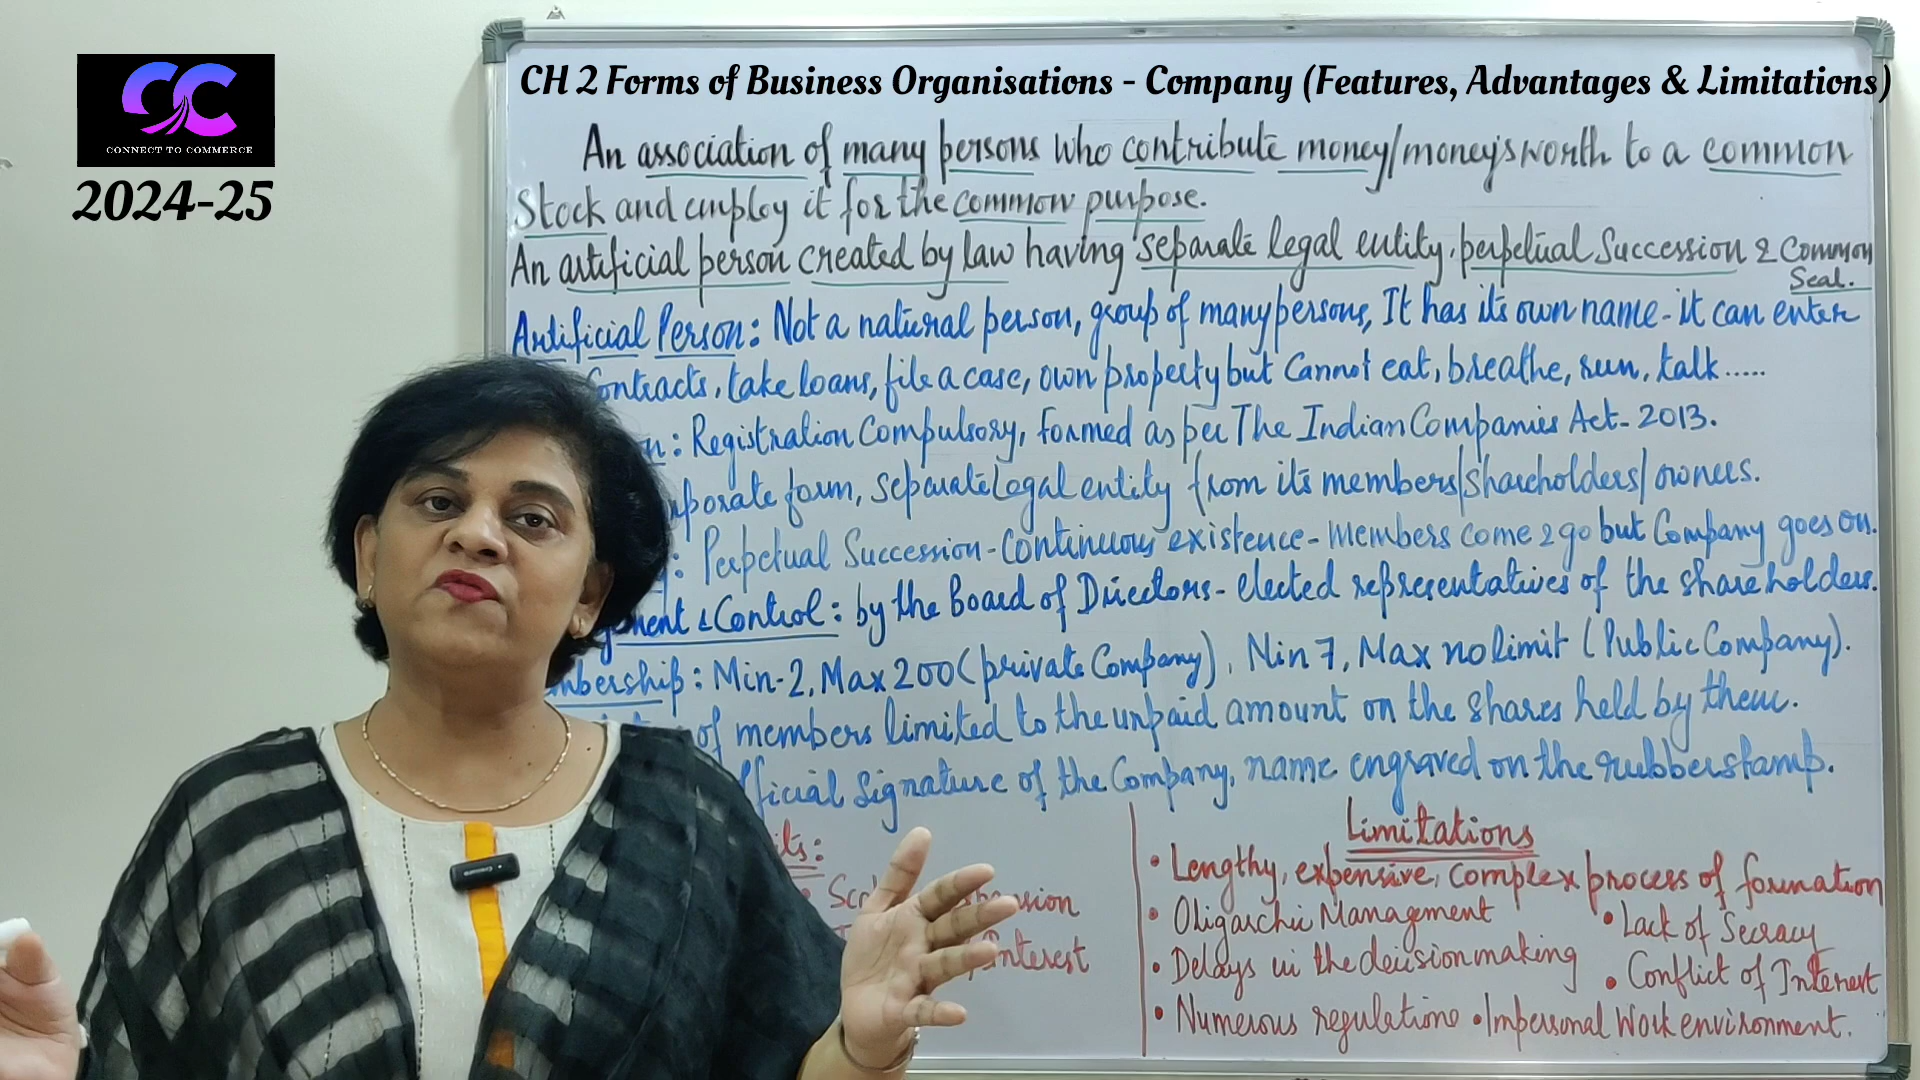 CONNECT TO COMMERCE
2024-25
CH 2 Forms of Business Organisations - Company (Features, Advantages & Limitations)
An association of many persons who contribute money/money's worth to a common
Stock and employ it for the common purpose.
An artificial person created by law having separate legal entity, perpetual Succession & Common
Seal.
Artificial Person: Not a natural person, group of many persons, It has its own name - it can enter
Contracts, take loans, file a case, own property but Cannot eat, breathe, run, talk.....
n: Registration Compulsory, formed as per The Indian Companies Act- 2013.
porate form, Separate Legal entity from its members/shareholders/owners.
: Perpetual Succession - Continuous existence - Members come & go but Company goes on.
gement & Control: by the Board of Directors - elected representatives of the shareholders.
mbership: Min-2, Max 200 (private Company), Min 7, Max no limit (Public Company).
of members limited to the unpaid amount on the shares held by them.
fficial Signature of the Company, name engraved on the rubber stamp.
its:
Interest
Limitations
• Lengthy, expensive, complex process of formation
• Oligarchic Management • Lack of Secracy
• Delays in the decision making • Conflict of Interest
• Numerous regulations • Impersonal Work environment.